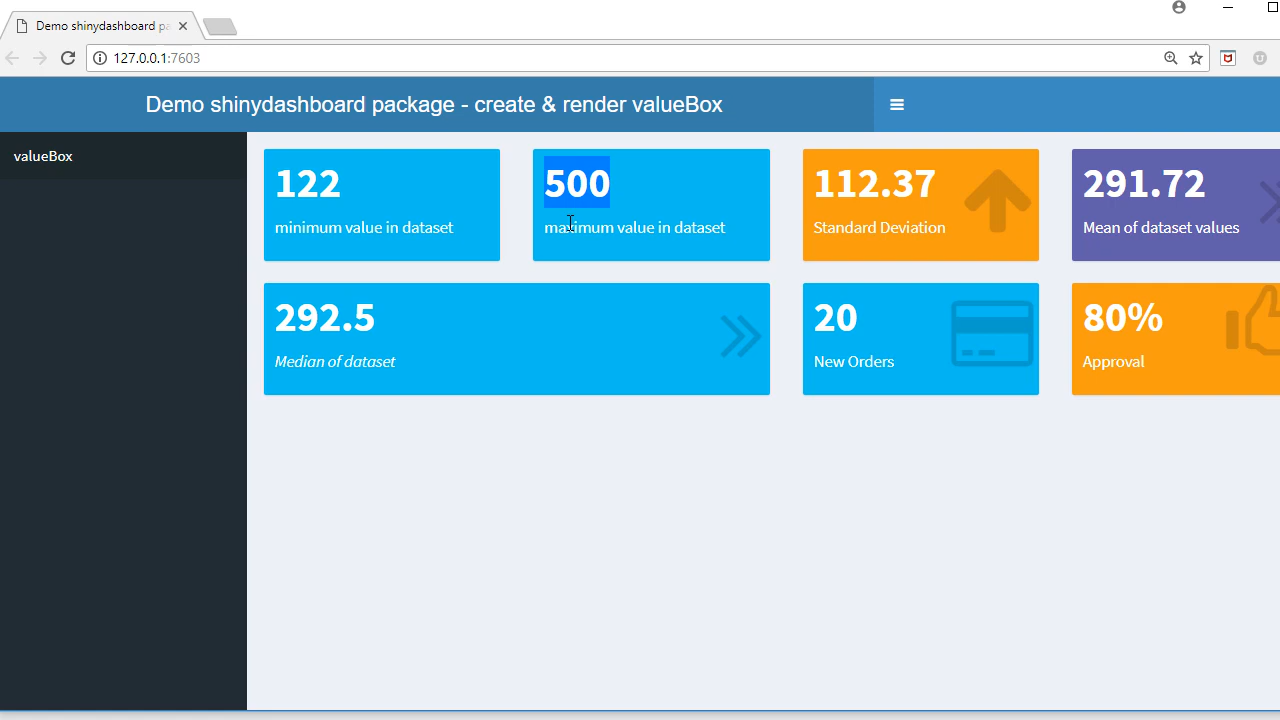 Demo shinydashboard pa
127.0.0.1:7603
Demo shinydashboard package - create & render valueBox
valueBox
122
minimum value in dataset
500
maximum value in dataset
112.37
Standard Deviation
291.72
Mean of dataset values
292.5
Median of dataset
20
New Orders
80%
Approval